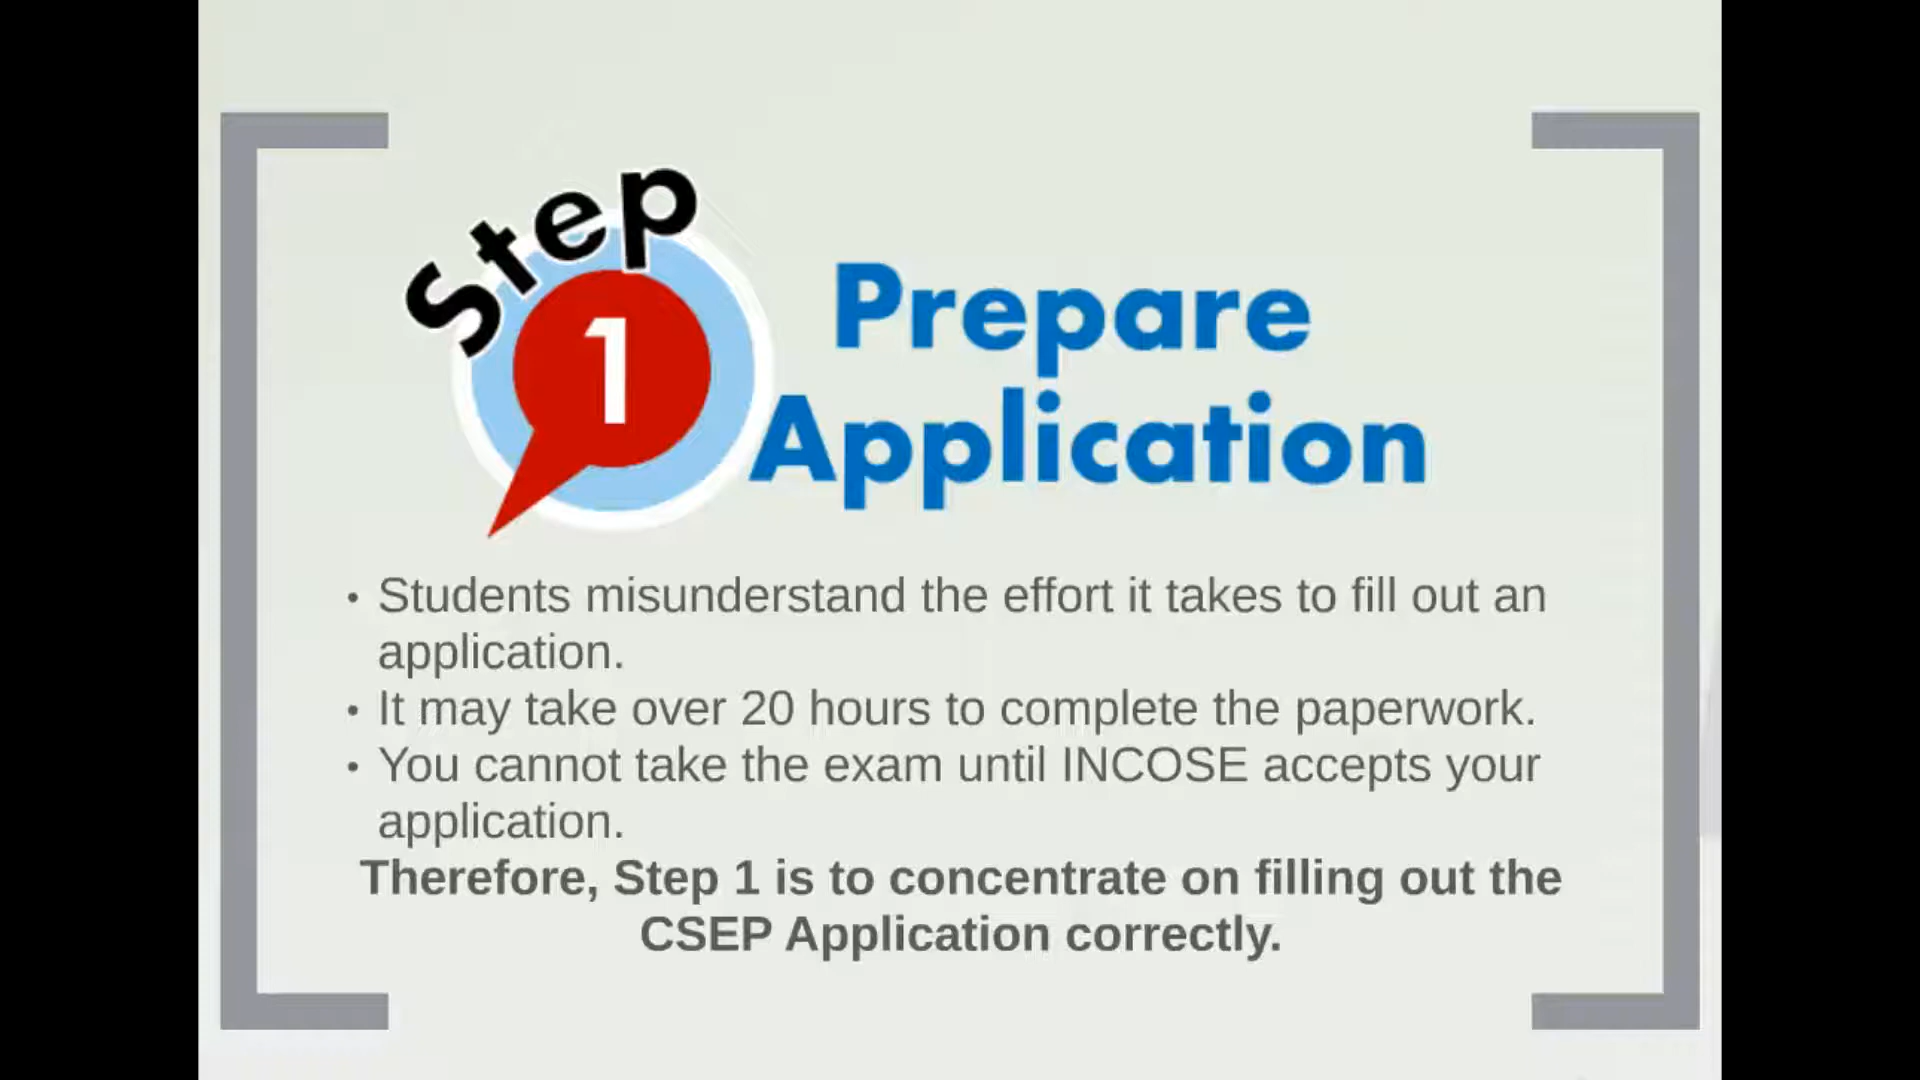 Step
1
Prepare
Application
• Students misunderstand the effort it takes to fill out an
application.
• It may take over 20 hours to complete the paperwork.
• You cannot take the exam until INCOSE accepts your
application.
Therefore, Step 1 is to concentrate on filling out the
CSEP Application correctly.